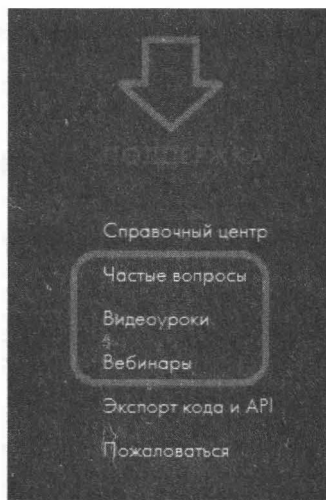 ПОДДЕРЖКА
Справочный центр
Частые вопросы
Видеоуроки
Вебинары
Экспорт кода и API
Пожаловаться